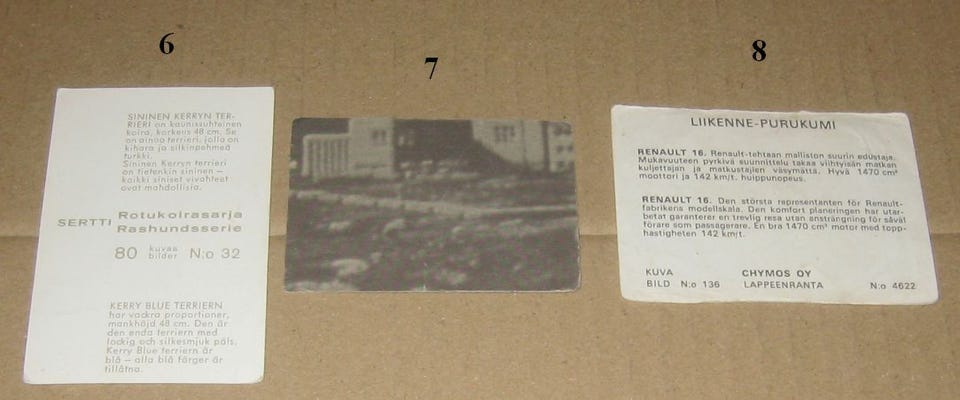 6
SININEN KERRYN TER-
RIERI on kaunissuhteinen
koira, korkeus 48 cm. Se
on ainoa terrieri, jolla on
kihara ja silkinpehmeä
turkki.
Sininen Kerryn terrieri
on tietenkin sininen –
kaikki siniset vivahteet
ovat mahdollisia.
SERTTI Rotukoirasarja
Rashundsserie
80 kuvaa
bilder N:o 32
KERRY BLUE TERRIERN
har vackra proportioner,
mankhöjd 48 cm. Den är
den enda terriern med
lockig och silkesmjuk päls.
Kerry Blue terriern är
blå – alla blå färger är
tillåtna.
7
8
LIIKENNE-PURUKUMI
RENAULT 16. Renault-tehtaan malliston suurin edustaja.
Mukavuuteen pyrkivä suunnittelu takaa viihtyisän matkan
kuljettajan ja matkustajien väsymättä. Hyvä 1470 cm³
moottori ja 142 km/t. huippunopeus.
RENAULT 16. Den största representanten för Renault-
fabrikens modellskala. Den komfort planeringen har utar-
betat garanterer en trevlig resa utan ansträngning för såväl
förare som passagerare. En bra 1470 cm³ motor med topp-
hastigheten 142 km/t.
KUVA
BILD N:o 136
CHYMOS OY
LAPPEENRANTA
N:o 4622